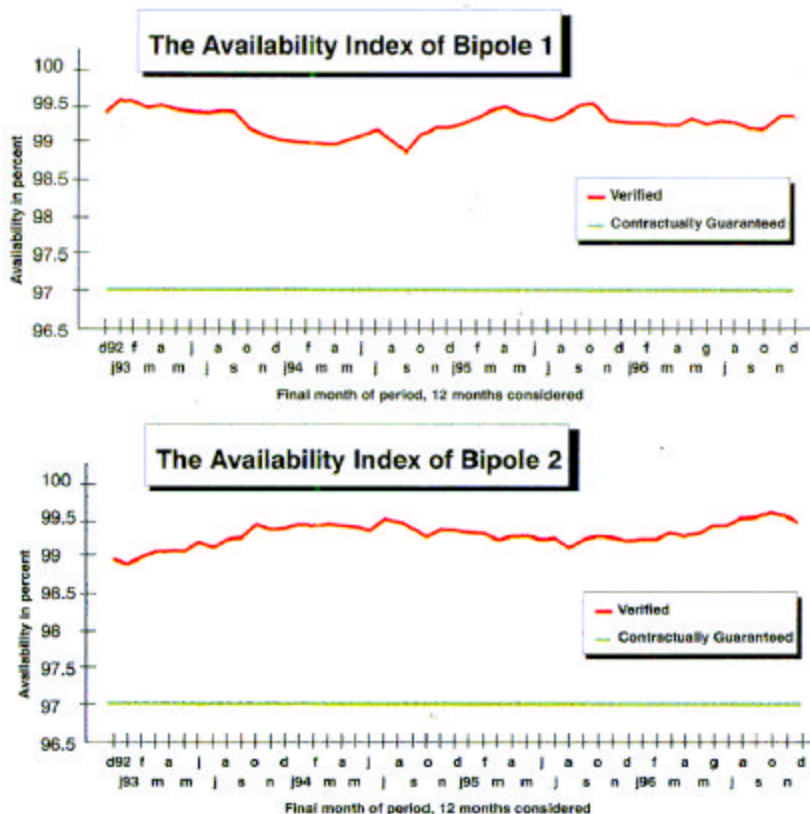 The Availability Index of Bipole 1
Availability in percent
100
99.5
99
98.5
98
97.5
97
96.5
Verified
Contractually Guaranteed
d92 f a j a o d f a j a o d f a j a o d f a g a o d
j93 m m j s n j94 m m j s n j95 m m j s n j96 m m j s n
Final month of period, 12 months considered
The Availability Index of Bipole 2
Availability in percent
100
99.5
99
98.5
98
97.5
97
96.5
Verified
Contractually Guaranteed
d92 f a j a o d f a j a o d f a j a o d f a g a o d
j93 m m j s n j94 m m j s n j95 m m j s n j96 m m j s n
Final month of period, 12 months considered